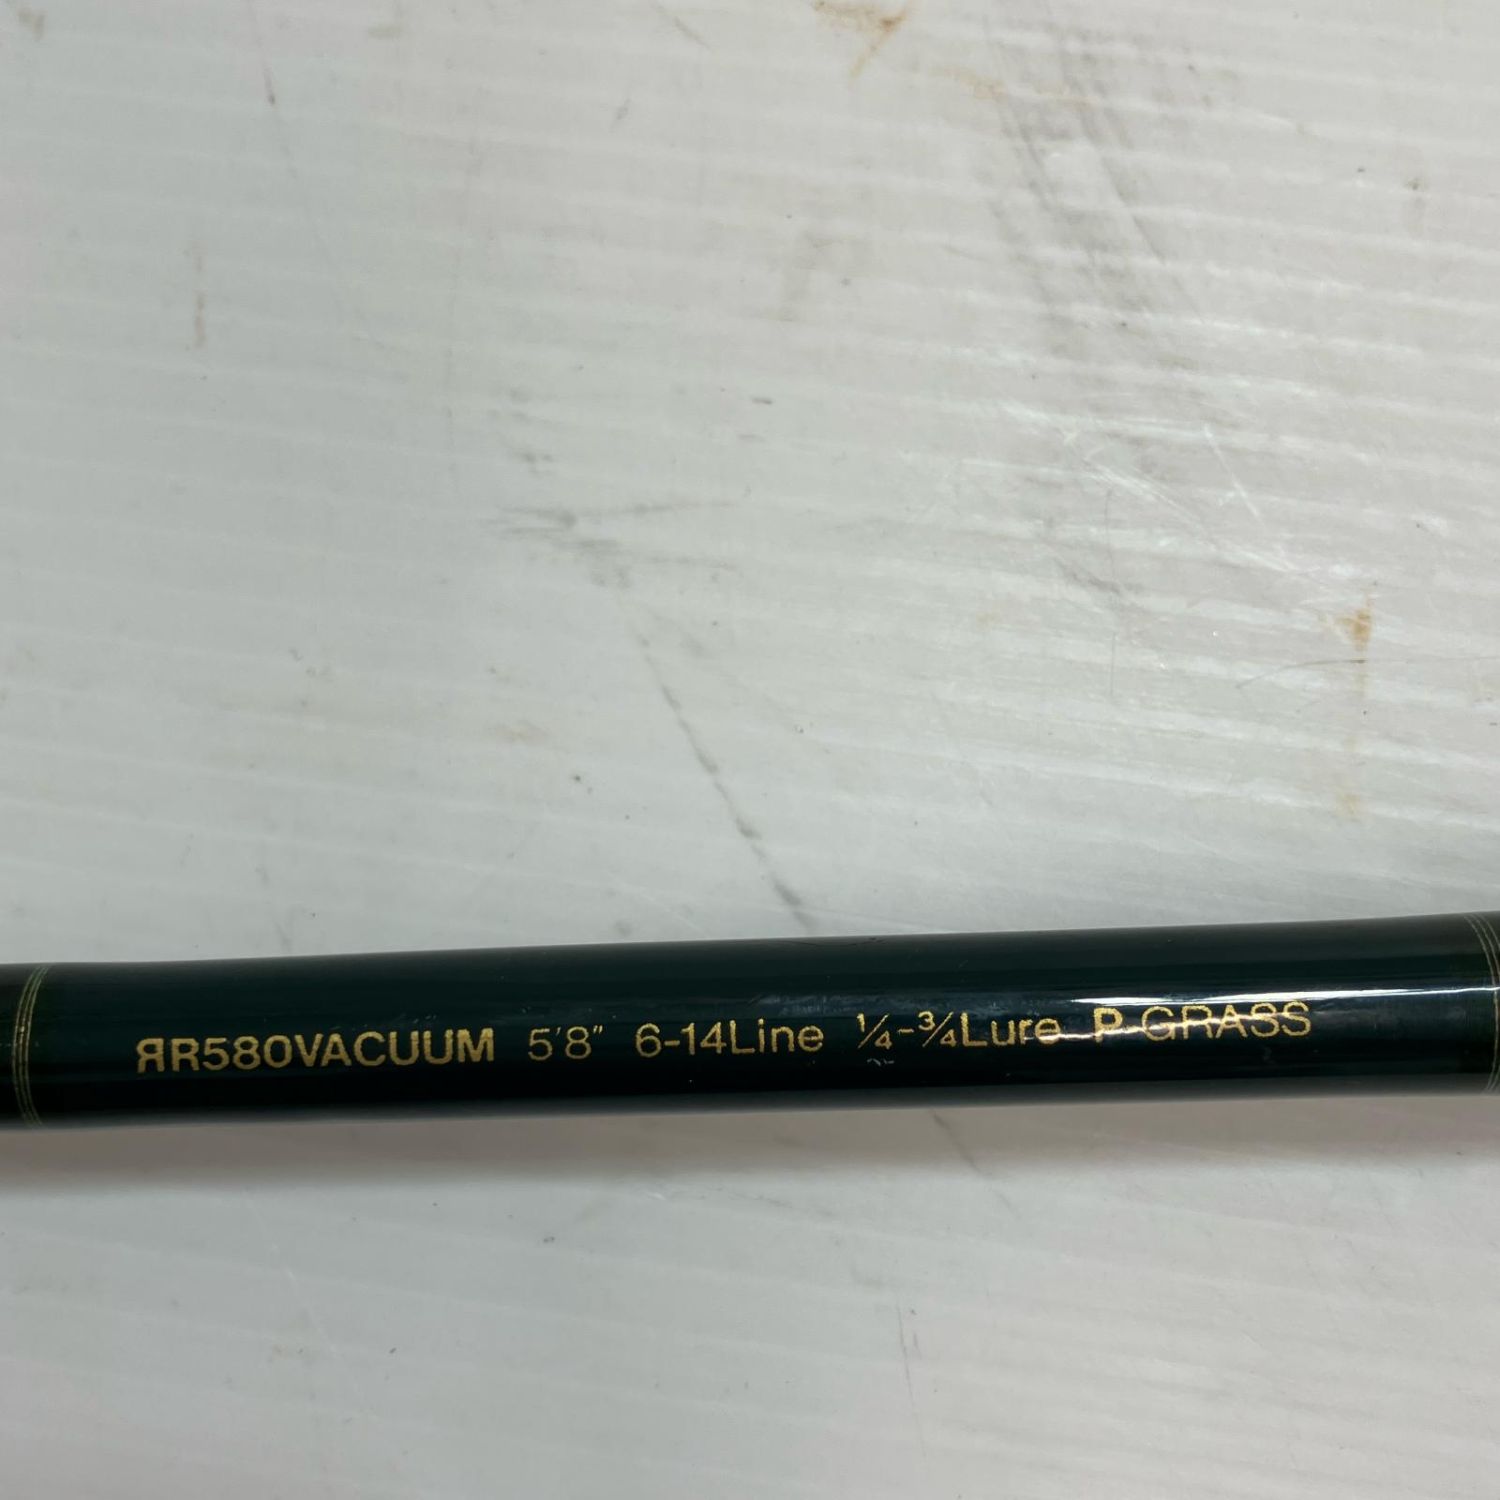 ЯR580VACUUM 5'8" 6-14Line ¼-¾Lure P-GRASS